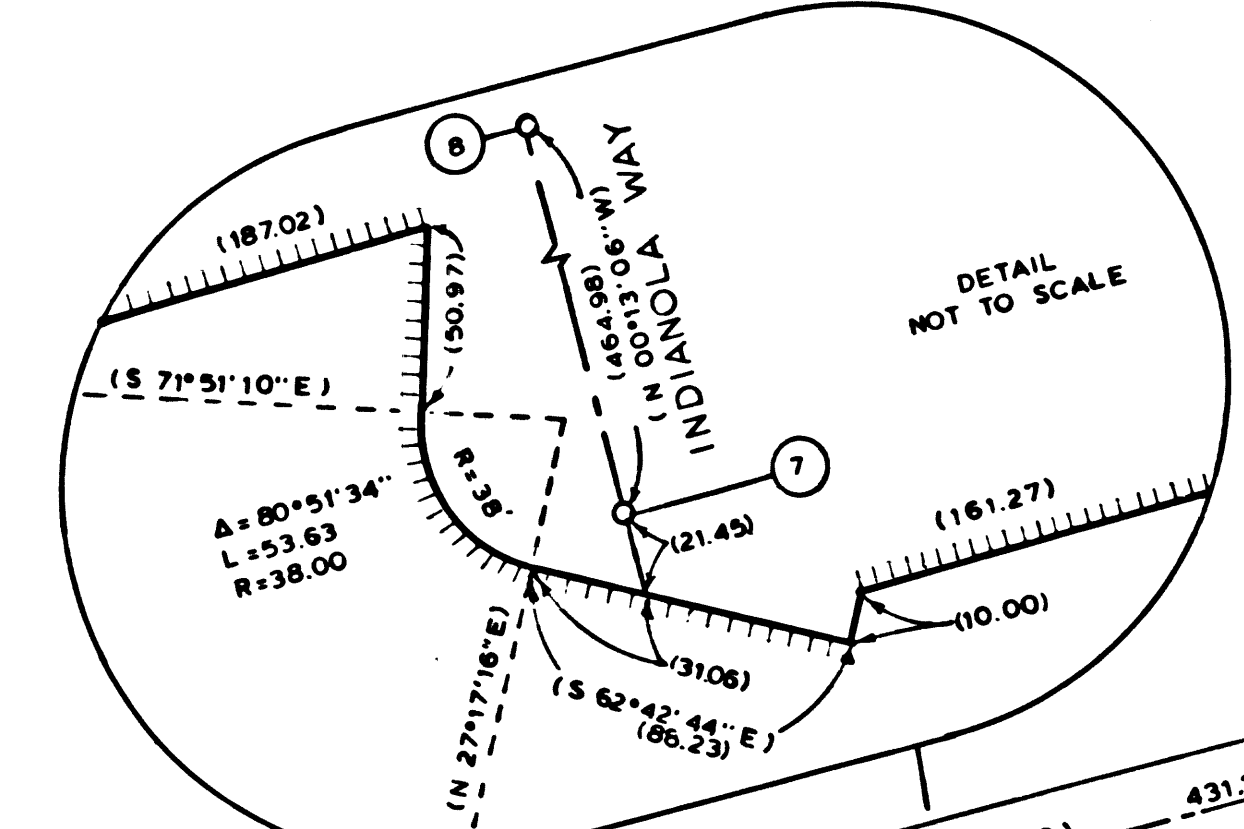 8
(187.02)
(50.97)
(464.98)
(N 00°13'06"W)
INDIANOLA WAY
DETAIL
NOT TO SCALE
(S 71°51'10"E)
R=38'
7
Δ=80°51'34"
L=53.63
R=38.00
(21.45)
(161.27)
(10.00)
(31.06)
(S 62°42'44"E)
(86.23)
(N 27°17'16"E)